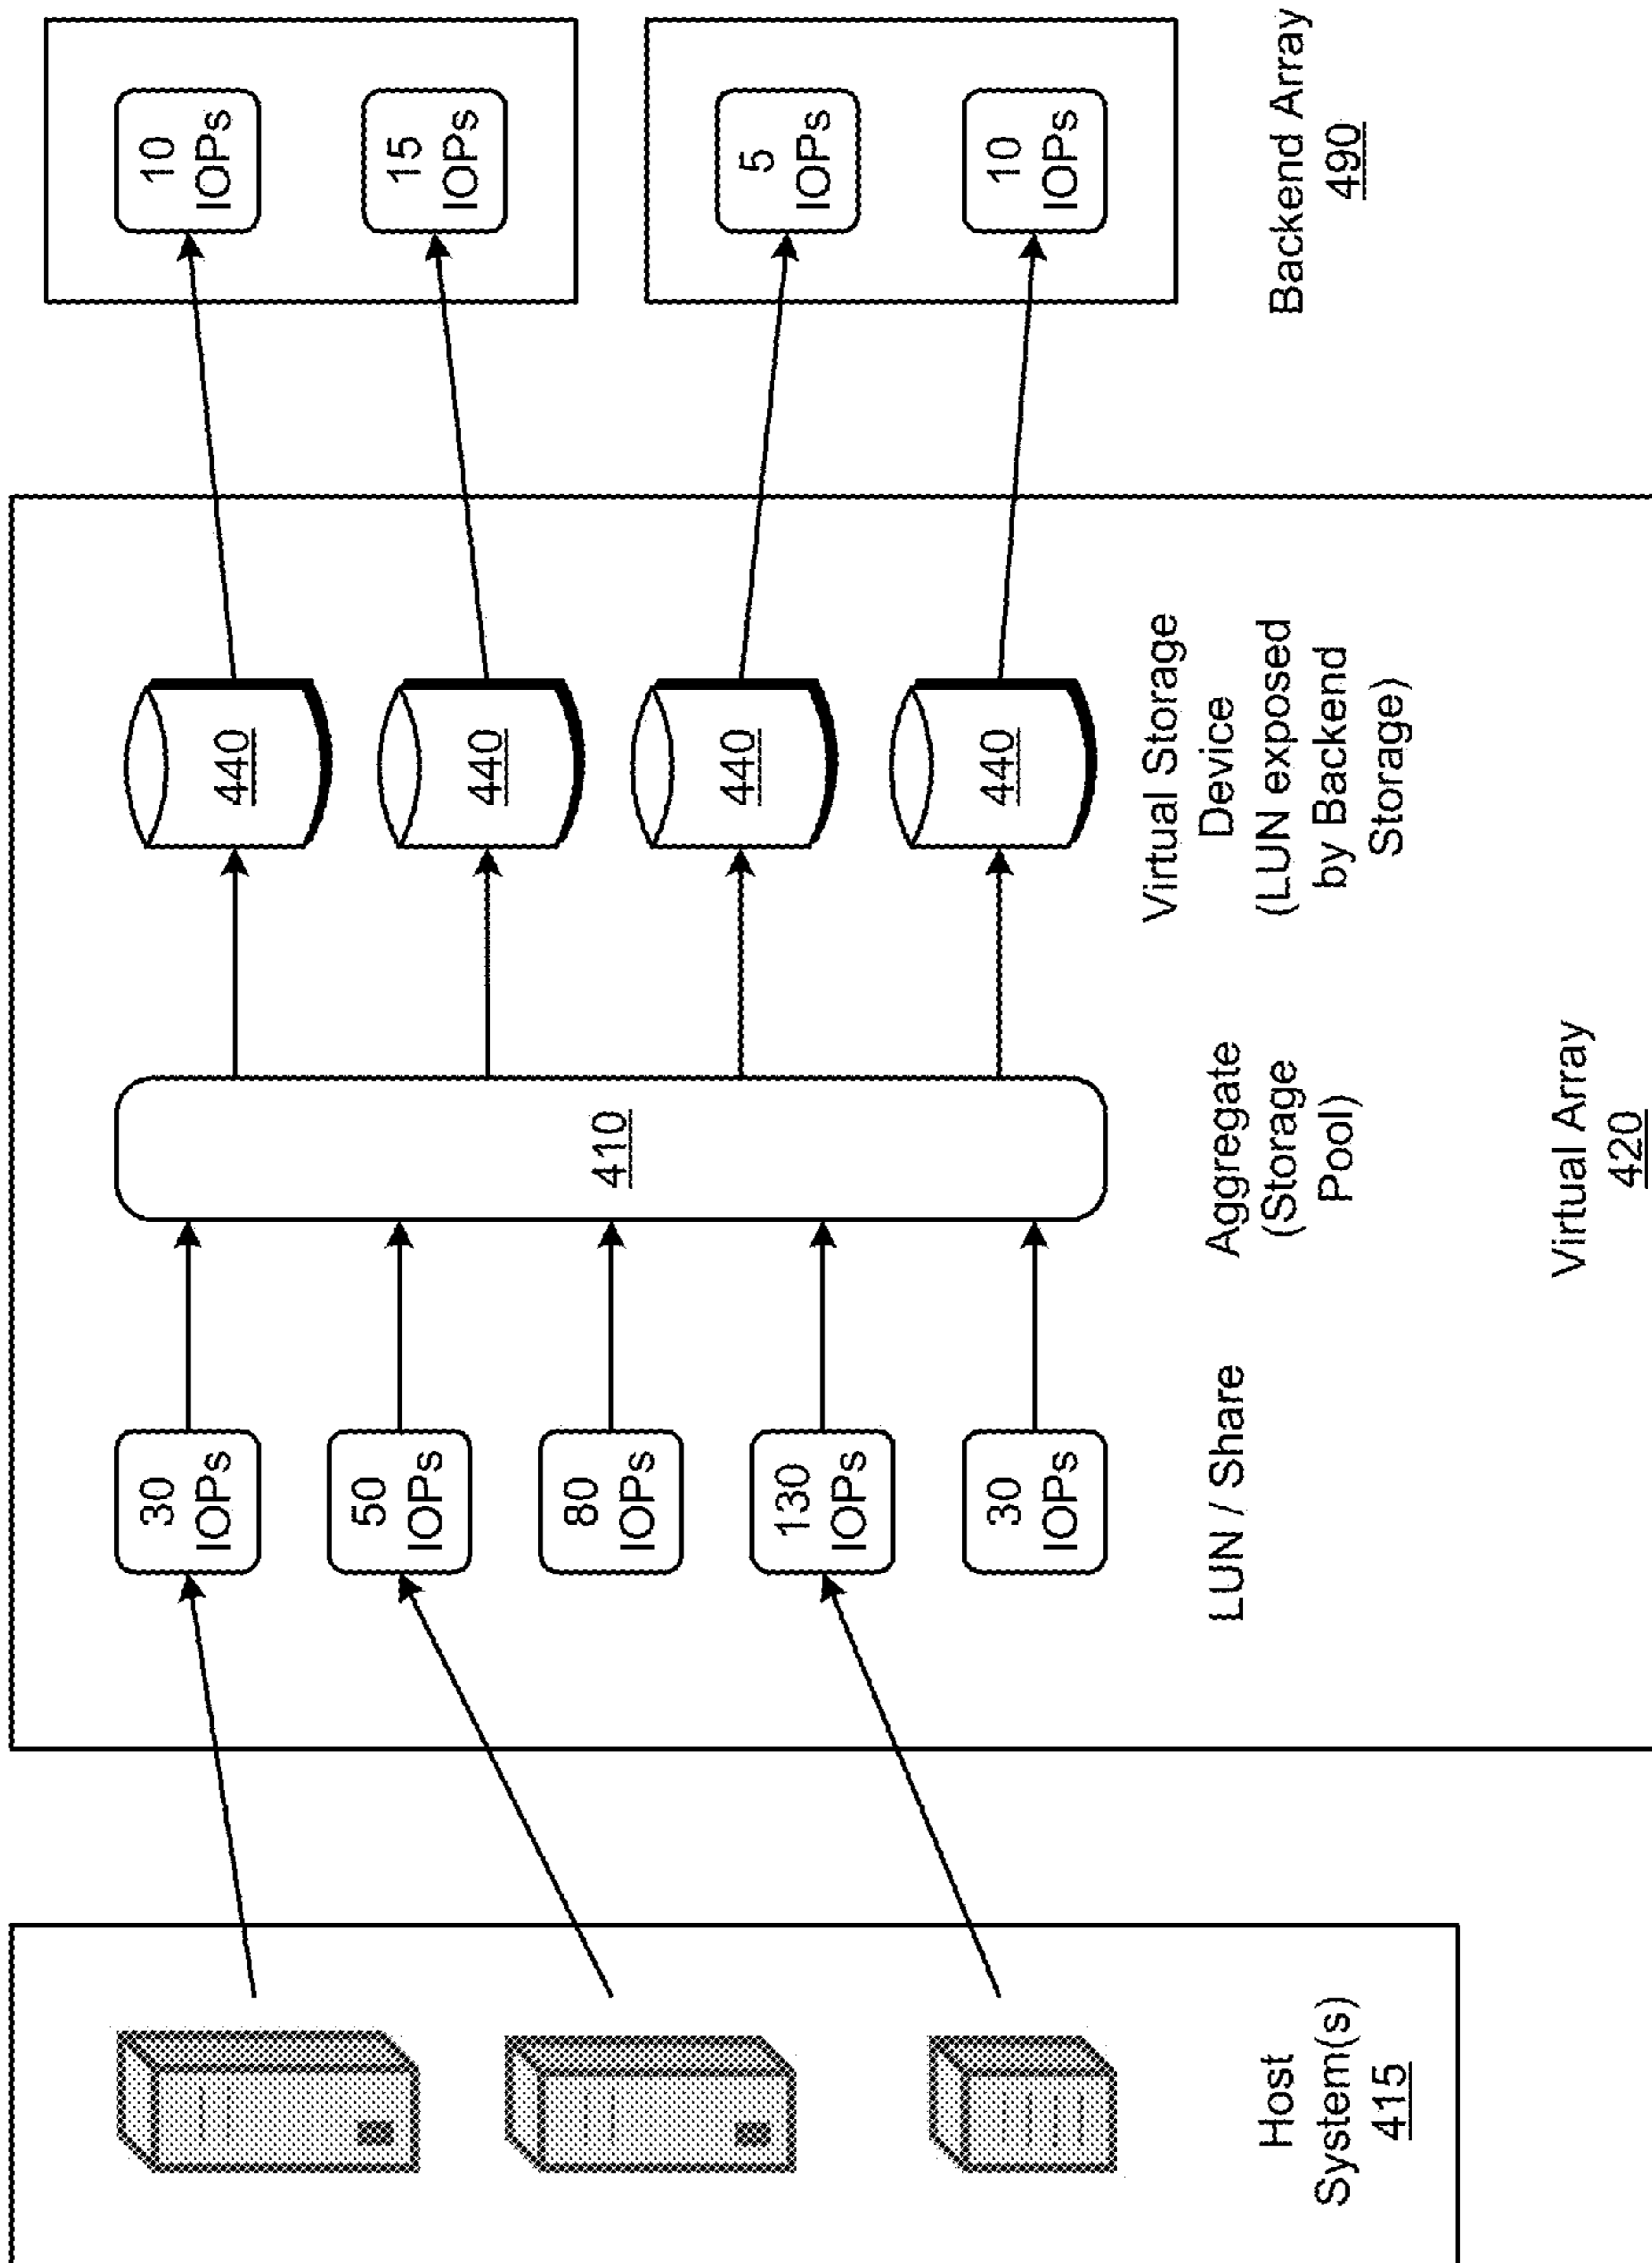 30
IOPs
50
IOPs
80
IOPs
130
IOPs
30
IOPs
LUN / Share
410
Aggregate
(Storage
Pool)
440
440
440
440
Virtual Storage
Device
(LUN exposed
by Backend
Storage)
10
IOPs
15
IOPs
5
IOPs
10
IOPs
Host
System(s)
415
Virtual Array
420
Backend Array
490